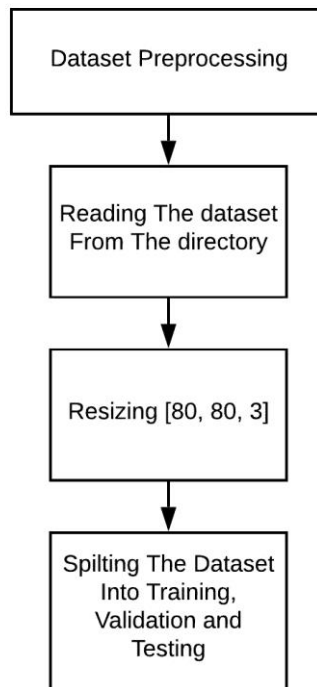 Dataset Preprocessing
Reading The dataset
From The directory
Resizing [80, 80, 3]
Spilting The Dataset
Into Training,
Validation and
Testing